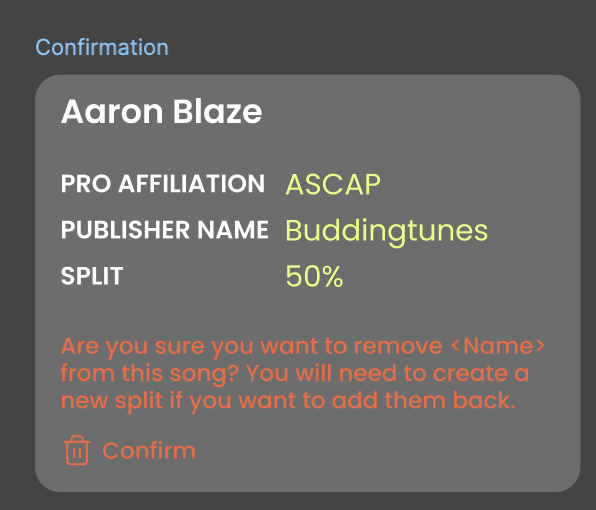 Confirmation
Aaron Blaze
PRO AFFILIATION ASCAP
PUBLISHER NAME Buddingtunes
SPLIT 50%
Are you sure you want to remove <Name>
from this song? You will need to create a
new split if you want to add them back.
Confirm